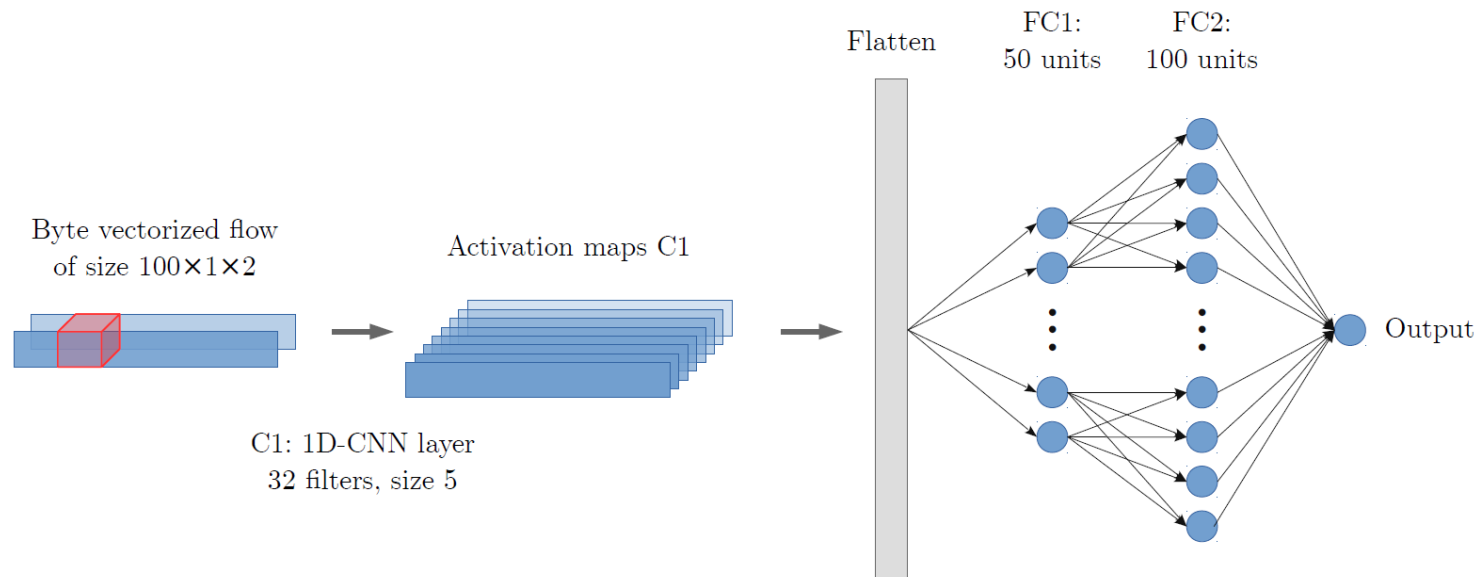 Byte vectorized flow
of size 100×1×2
Activation maps C1
C1: 1D-CNN layer
32 filters, size 5
Flatten
FC1:
50 units
FC2:
100 units
Output